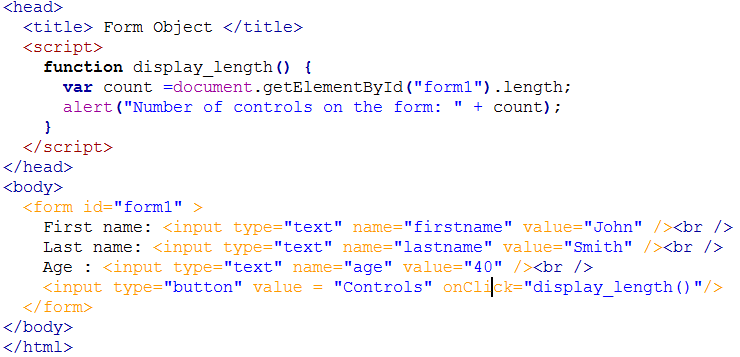 <head>
<title> Form Object </title>
<script>
function display_length() {
var count =document.getElementById("form1").length;
alert("Number of controls on the form: " + count);
}
</script>
</head>
<body>
<form id="form1" >
First name: <input type="text" name="firstname" value="John" /><br />
Last name: <input type="text" name="lastname" value="Smith" /><br />
Age : <input type="text" name="age" value="40" /><br />
<input type="button" value = "Controls" onClick="display_length()"/>
</form>
</body>
</html>